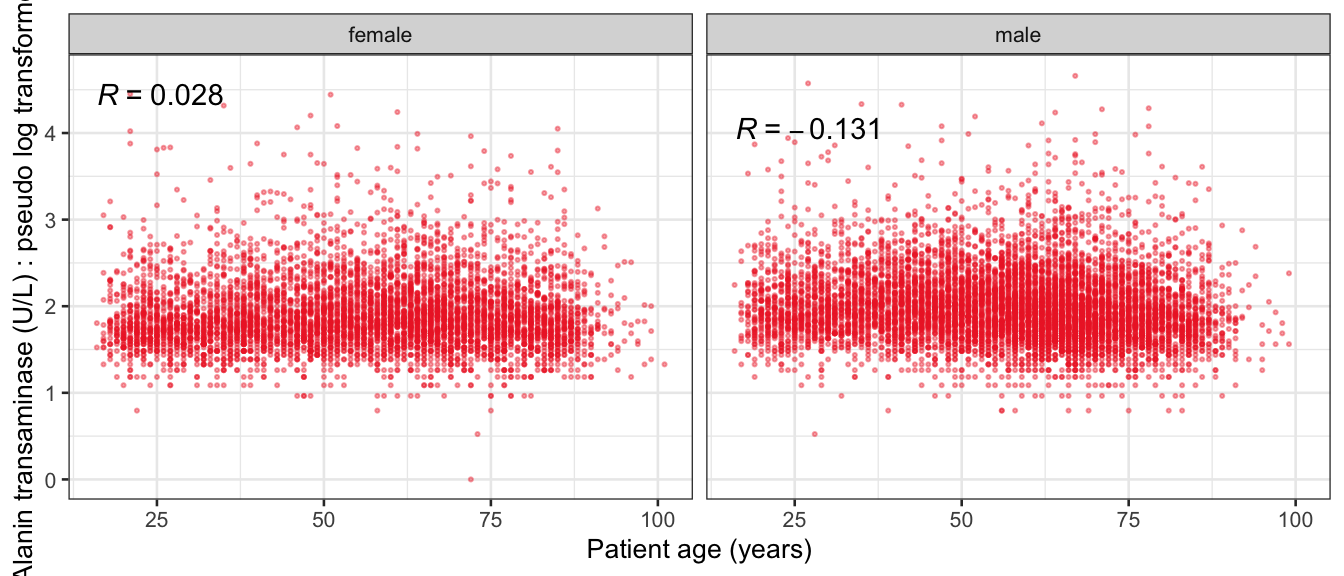 female
male
R = 0.028
R = −0.131
Alanin transaminase (U/L) : pseudo log transforme
4
3
2
1
0
25 50 75 100
25 50 75 100
Patient age (years)